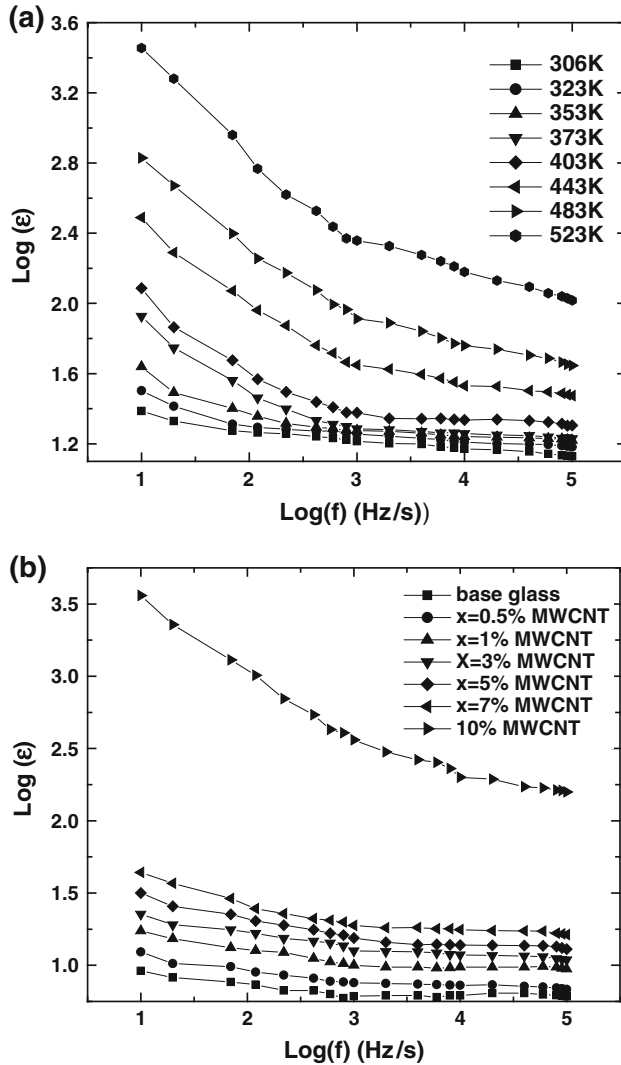 (a)
3.6
3.2
2.8
2.4
2.0
1.6
1.2
Log (ε)
306K
323K
353K
373K
403K
443K
483K
523K
1 2 3 4 5
Log(f) (Hz/s))
(b)
3.5
3.0
2.5
2.0
1.5
1.0
Log (ε)
base glass
x=0.5% MWCNT
x=1% MWCNT
X=3% MWCNT
x=5% MWCNT
x=7% MWCNT
10% MWCNT
1 2 3 4 5
Log(f) (Hz/s)